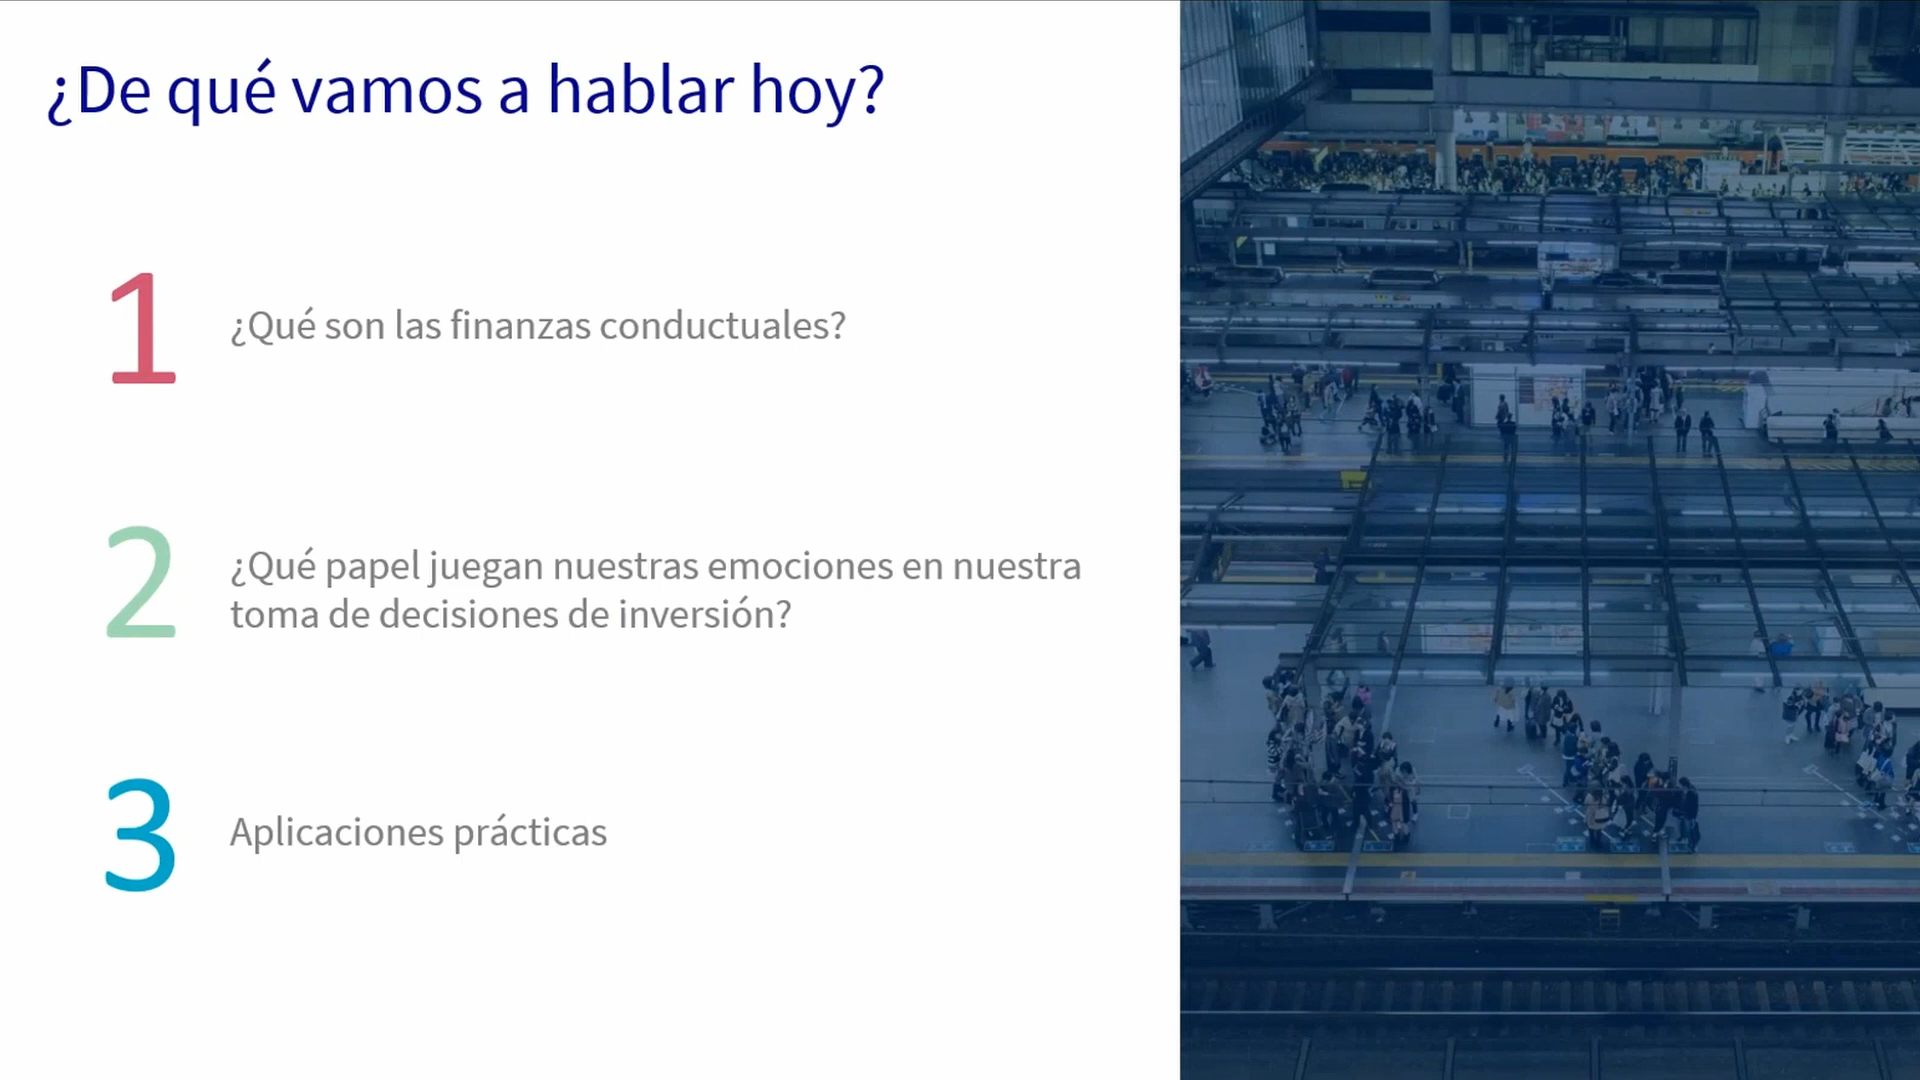 ¿De qué vamos a hablar hoy?
1
¿Qué son las finanzas conductuales?
2
¿Qué papel juegan nuestras emociones en nuestra
toma de decisiones de inversión?
3
Aplicaciones prácticas